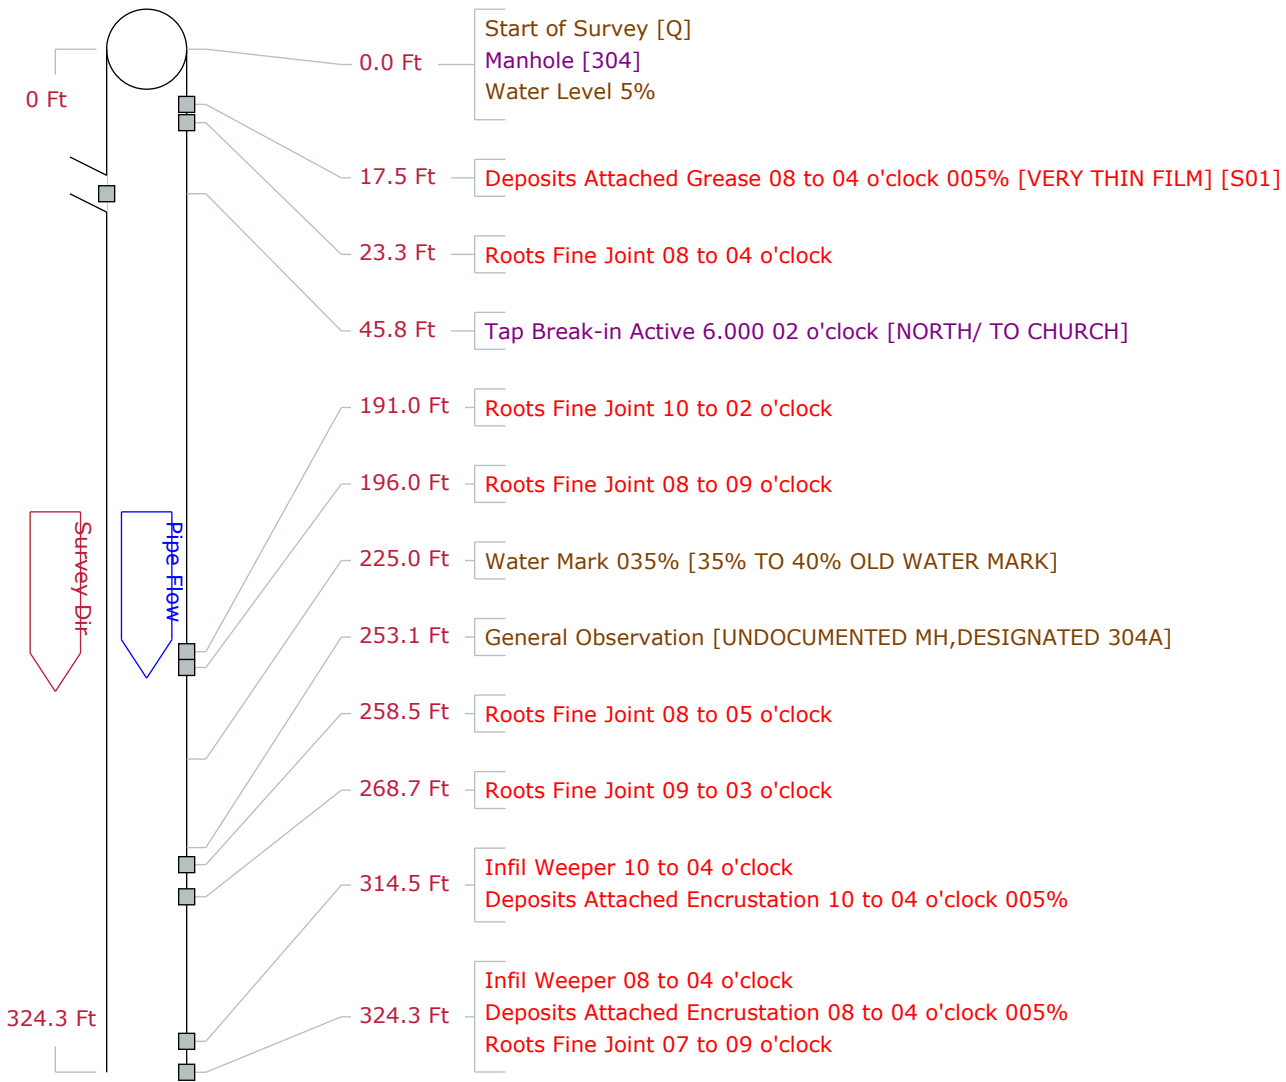 Start of Survey [Q]
0.0 Ft
Manhole [304]
Water Level 5%
0 Ft
17.5 Ft
Deposits Attached Grease 08 to 04 o'clock 005% [VERY THIN FILM] [S01]
23.3 Ft
Roots Fine Joint 08 to 04 o'clock
45.8 Ft
Tap Break-in Active 6.000 02 o'clock [NORTH/ TO CHURCH]
191.0 Ft
Roots Fine Joint 10 to 02 o'clock
196.0 Ft
Roots Fine Joint 08 to 09 o'clock
Survey Dir
Pipe Flow
225.0 Ft
Water Mark 035% [35% TO 40% OLD WATER MARK]
253.1 Ft
General Observation [UNDOCUMENTED MH,DESIGNATED 304A]
258.5 Ft
Roots Fine Joint 08 to 05 o'clock
268.7 Ft
Roots Fine Joint 09 to 03 o'clock
314.5 Ft
Infil Weeper 10 to 04 o'clock
Deposits Attached Encrustation 10 to 04 o'clock 005%
324.3 Ft
324.3 Ft
Infil Weeper 08 to 04 o'clock
Deposits Attached Encrustation 08 to 04 o'clock 005%
Roots Fine Joint 07 to 09 o'clock